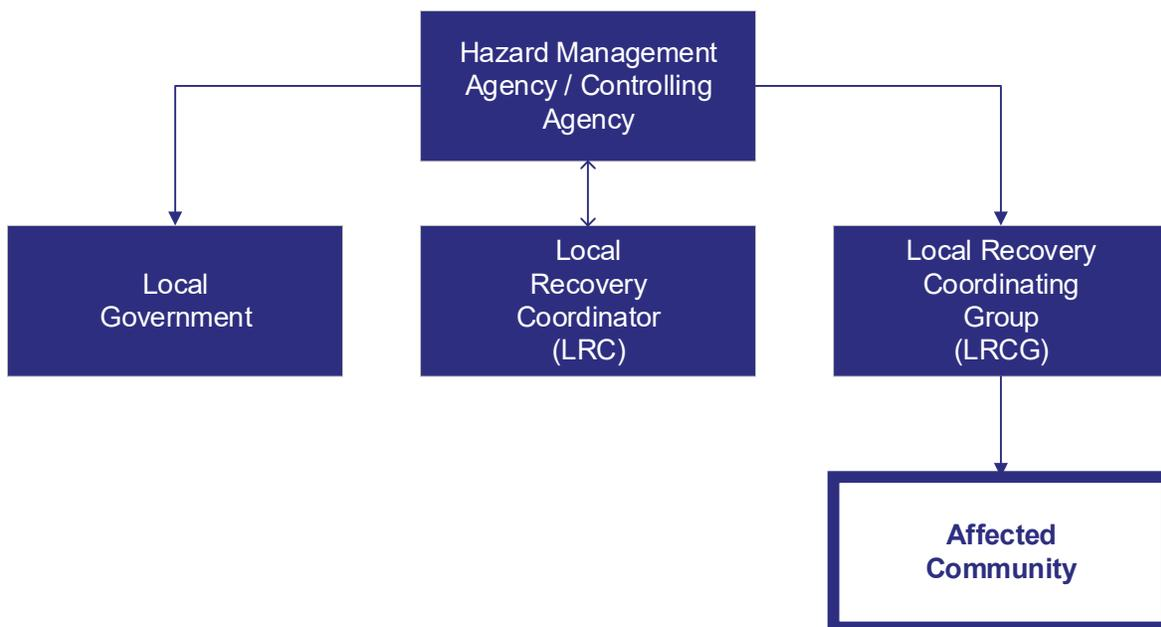 Hazard Management
Agency / Controlling
Agency
Local
Government
Local
Recovery
Coordinator
(LRC)
Local Recovery
Coordinating
Group
(LRCG)
Affected
Community